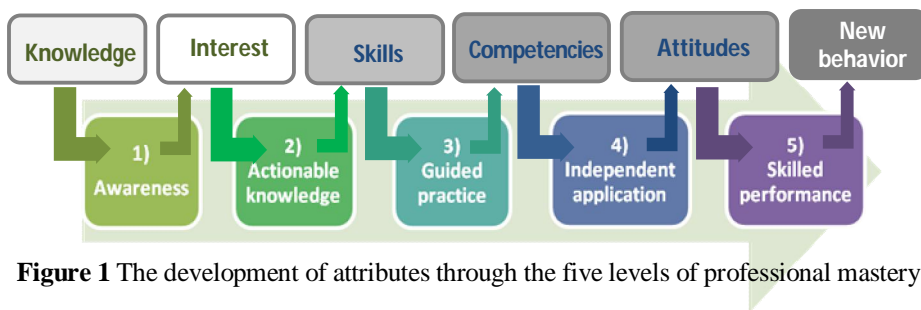 Knowledge
Interest
Skills
Competencies
Attitudes
New
behavior
1)
Awareness
2)
Actionable
knowledge
3)
Guided
practice
4)
Independent
application
5)
Skilled
performance
Figure 1 The development of attributes through the five levels of professional mastery